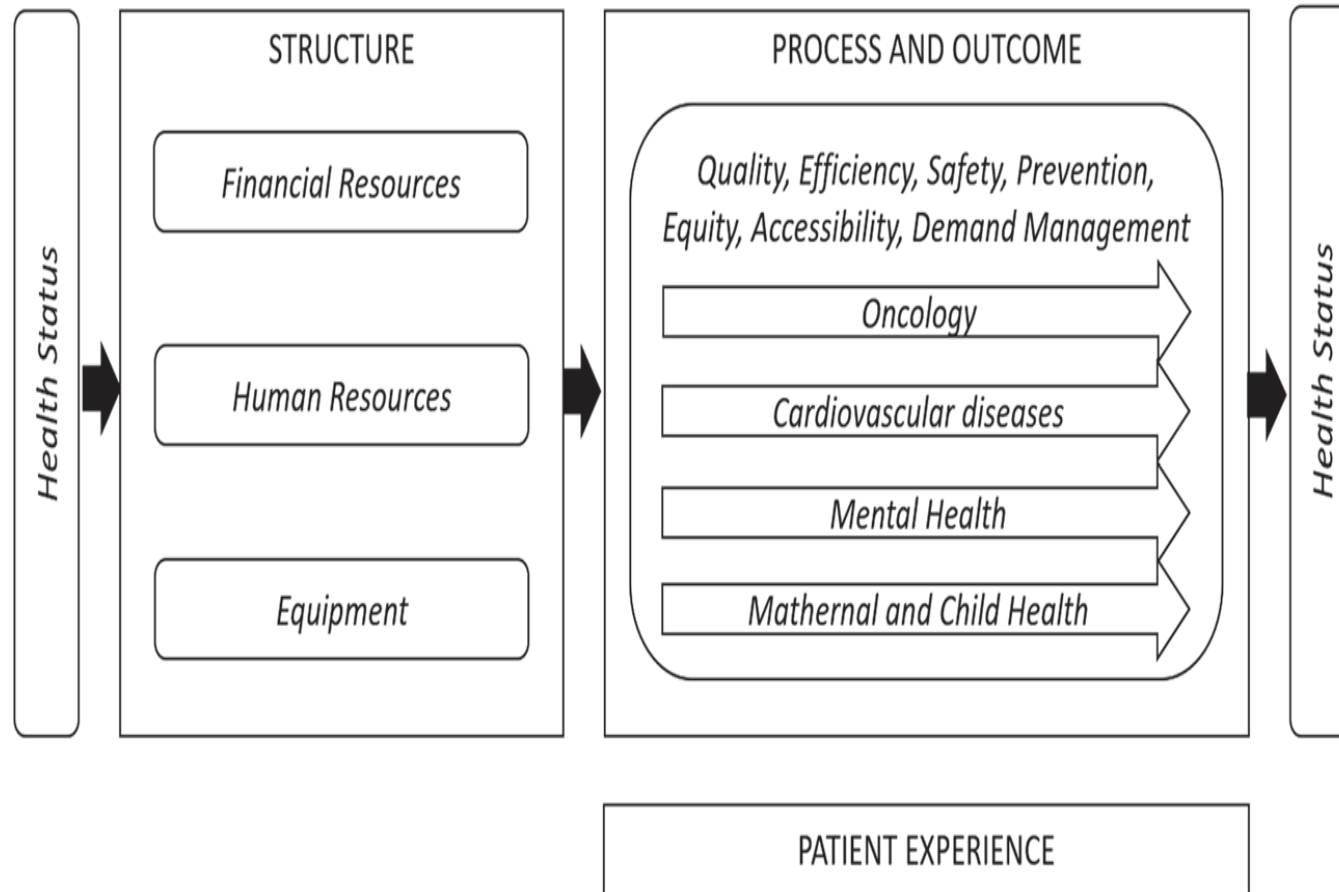 Health Status
STRUCTURE
Financial Resources
Human Resources
Equipment
PROCESS AND OUTCOME
Quality, Efficiency, Safety, Prevention,
Equity, Accessibility, Demand Management
Oncology
Cardiovascular diseases
Mental Health
Mathernal and Child Health
Health Status
PATIENT EXPERIENCE